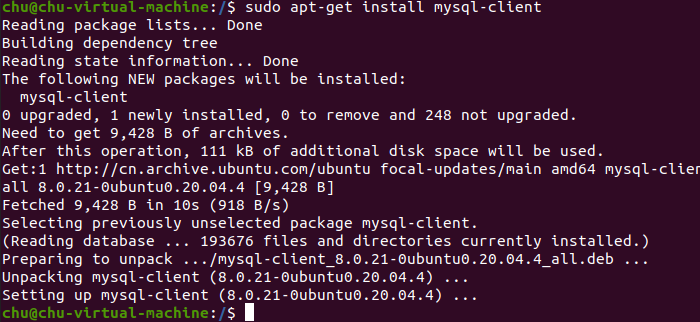 chu@chu-virtual-machine:/$ sudo apt-get install mysql-client
Reading package lists... Done
Building dependency tree
Reading state information... Done
The following NEW packages will be installed:
  mysql-client
0 upgraded, 1 newly installed, 0 to remove and 248 not upgraded.
Need to get 9,428 B of archives.
After this operation, 111 kB of additional disk space will be used.
Get:1 http://cn.archive.ubuntu.com/ubuntu focal-updates/main amd64 mysql-clien
all 8.0.21-0ubuntu0.20.04.4 [9,428 B]
Fetched 9,428 B in 10s (918 B/s)
Selecting previously unselected package mysql-client.
(Reading database ... 193676 files and directories currently installed.)
Preparing to unpack .../mysql-client_8.0.21-0ubuntu0.20.04.4_all.deb ...
Unpacking mysql-client (8.0.21-0ubuntu0.20.04.4) ...
Setting up mysql-client (8.0.21-0ubuntu0.20.04.4) ...
chu@chu-virtual-machine:/$